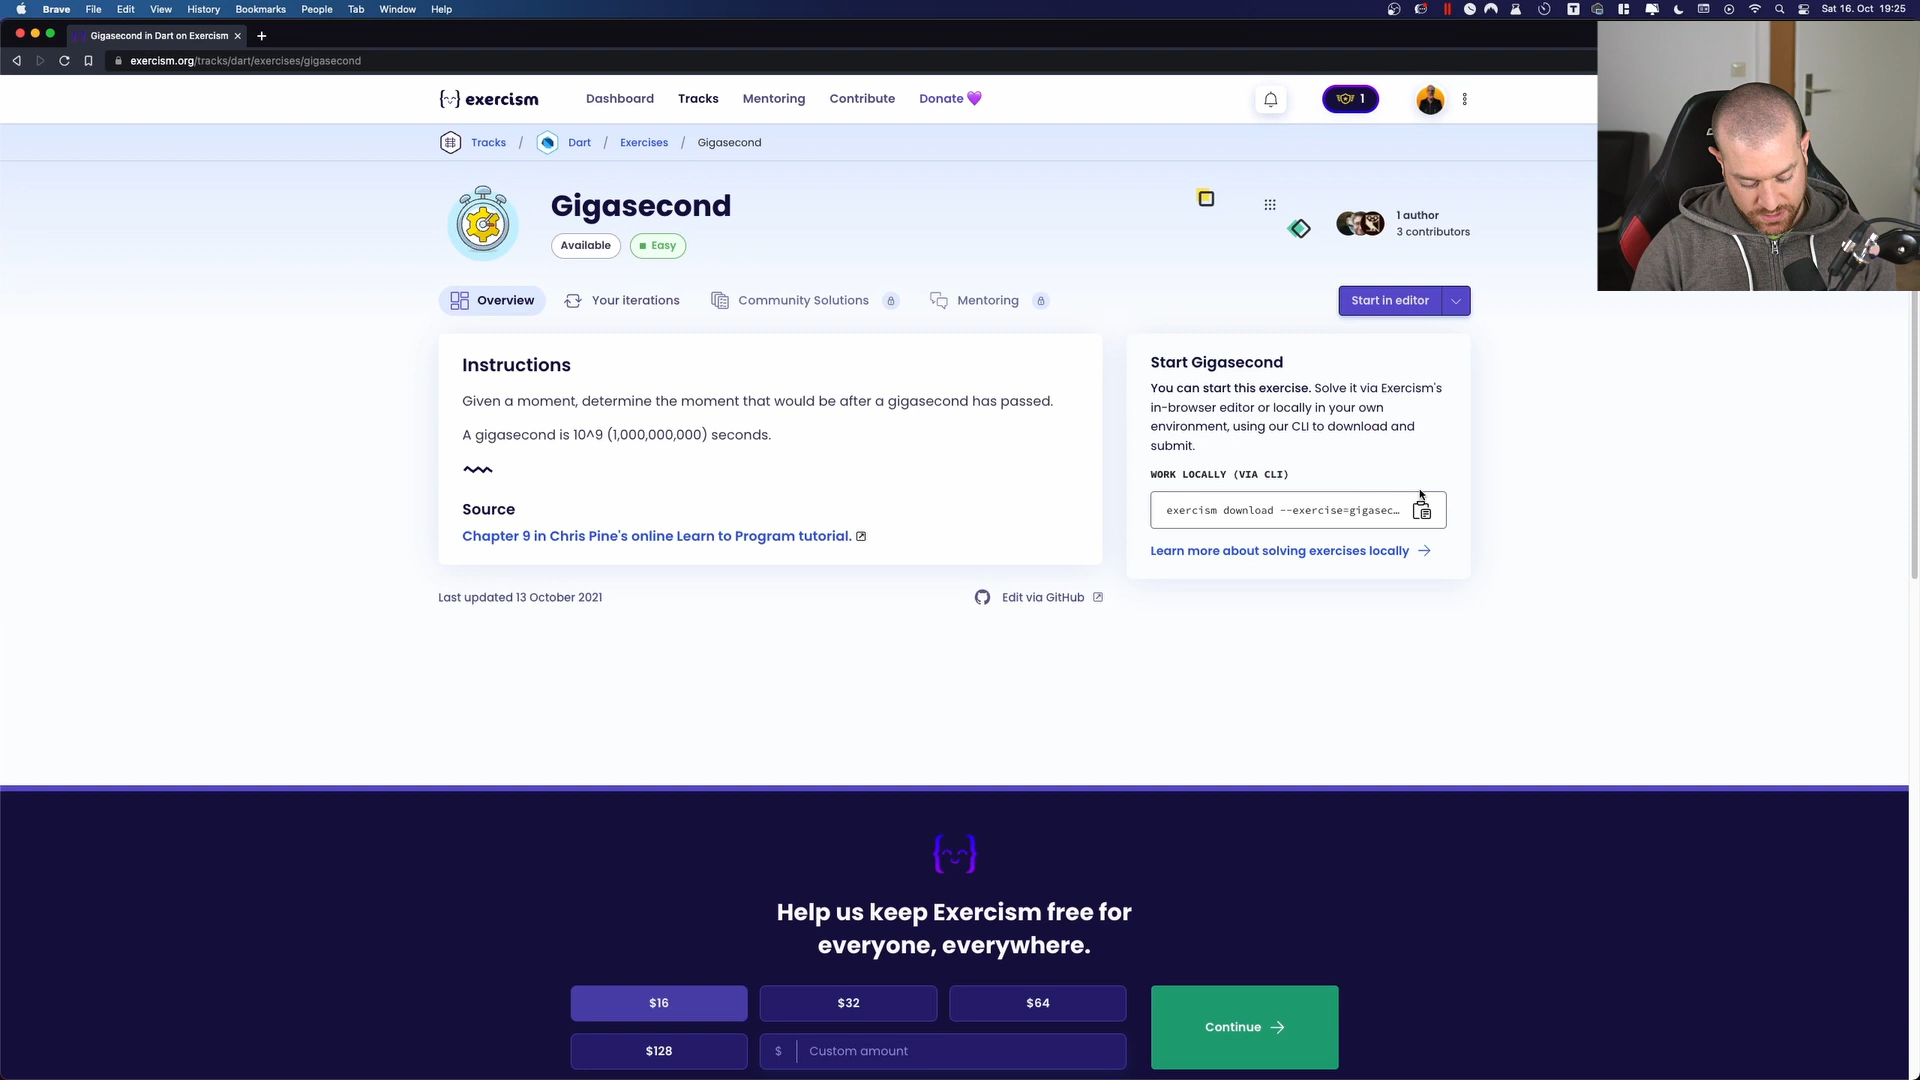 Brave File Edit View History Bookmarks People Tab Window Help
Sat 16. Oct 19:25
Gigasecond in Dart on Exercism
exercism.org/tracks/dart/exercises/gigasecond
exercism Dashboard Tracks Mentoring Contribute Donate 💜
1
Tracks / Dart / Exercises / Gigasecond
Gigasecond
Available Easy
1 author
3 contributors
Overview Your iterations Community Solutions Mentoring
Start in editor
Instructions
Given a moment, determine the moment that would be after a gigasecond has passed.
A gigasecond is 10^9 (1,000,000,000) seconds.
Source
Chapter 9 in Chris Pine's online Learn to Program tutorial.
Last updated 13 October 2021
Edit via GitHub
Start Gigasecond
You can start this exercise. Solve it via Exercism's
in-browser editor or locally in your own
environment, using our CLI to download and
submit.
WORK LOCALLY (VIA CLI)
exercism download --exercise=gigasec…
Learn more about solving exercises locally
Help us keep Exercism free for
everyone, everywhere.
$16 $32 $64
Continue
$128 $ Custom amount